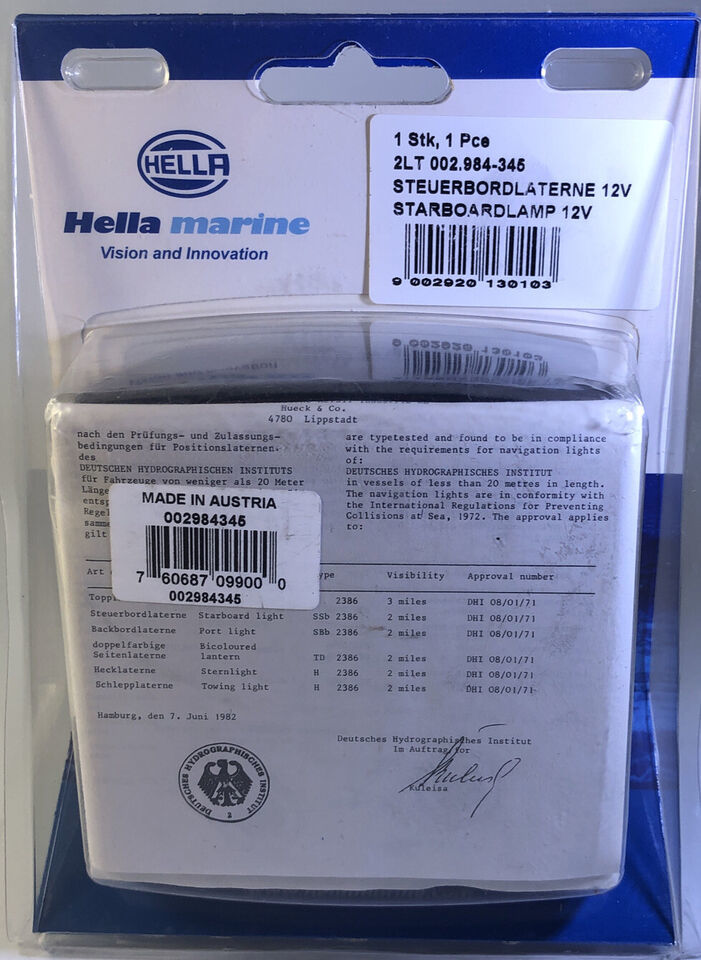 HELLA
Hella marine
Vision and Innovation
1 Stk, 1 Pce
2LT 002.984-345
STEUERBORDLATERNE 12V
STARBOARDLAMP 12V
9 002920 130103
Hueck & Co.
4780 Lippstadt
nach den Prüfungs- und Zulassungs-
bedingungen für Positionslaternen.
des
DEUTSCHEN HYDROGRAPHISCHEN INSTITUTS
für Fahrzeuge von weniger als 20 Meter
are typetested and found to be in compliance
with the requirements for navigation lights
of:
DEUTSCHES HYDROGRAPHISCHES INSTITUT
in vessels of less than 20 metres in length.
The navigation lights are in conformity with
the International Regulations for Preventing
Collisions at Sea, 1972. The approval applies
to:
MADE IN AUSTRIA
002984345
7 60687 09900 0
002984345
Art Visibility Approval number
2386 3 miles DHI 08/01/71
Steuerbordlaterne Starboard light SSb 2386 2 miles DHI 08/01/71
Backbordlaterne Port light SBb 2386 2 miles DHI 08/01/71
doppelfarbige Bicoloured
Seitenlaterne lantern TD 2386 2 miles DHI 08/01/71
Hecklaterne Sternlight H 2386 2 miles DHI 08/01/71
Schlepplaterne Towing light H 2386 2 miles DHI 08/01/71
Hamburg, den 7. Juni 1982
Deutsches Hydrographisches Institut
Im Auftrag for
Kuleisa
DEUTSCHES HYDROGRAPHISCHES INSTITUT
2